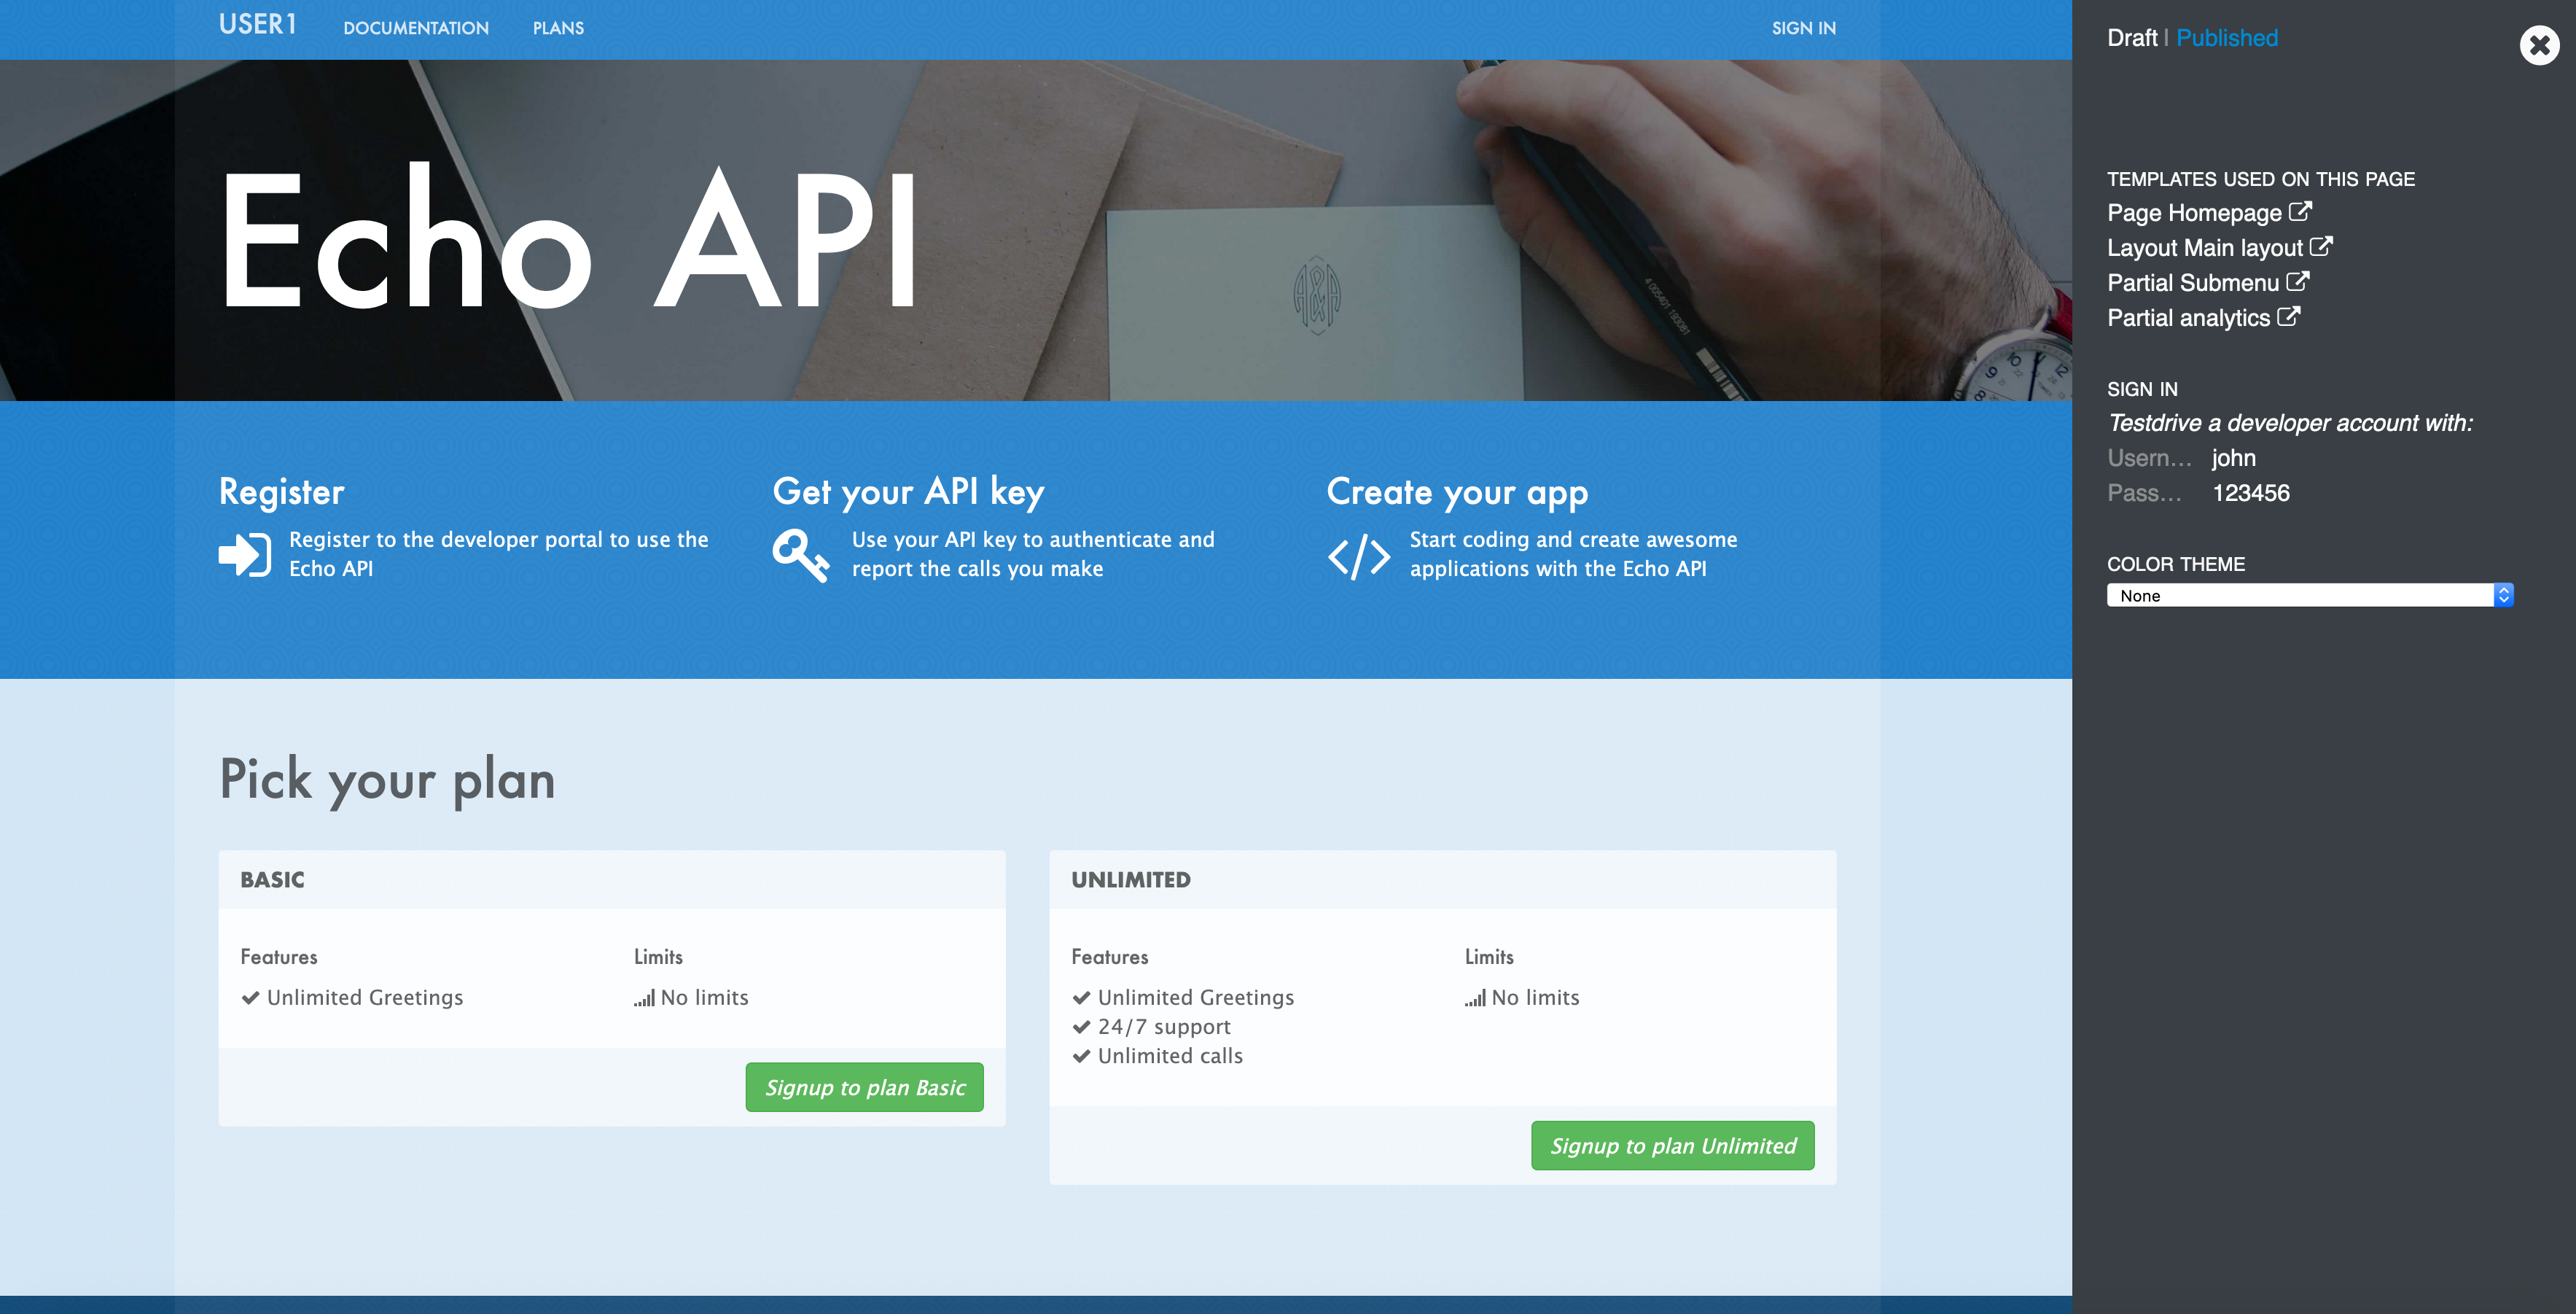 USER1 DOCUMENTATION PLANS SIGN IN
Echo API
A&A
4 005401 193081
Register
Register to the developer portal to use the
Echo API
Get your API key
Use your API key to authenticate and
report the calls you make
Create your app
Start coding and create awesome
applications with the Echo API
Pick your plan
BASIC
Features
Unlimited Greetings
Limits
No limits
Signup to plan Basic
UNLIMITED
Features
Unlimited Greetings
24/7 support
Unlimited calls
Limits
No limits
Signup to plan Unlimited
Draft | Published
TEMPLATES USED ON THIS PAGE
Page Homepage
Layout Main layout
Partial Submenu
Partial analytics
SIGN IN
Testdrive a developer account with:
Usern... john
Pass... 123456
COLOR THEME
None